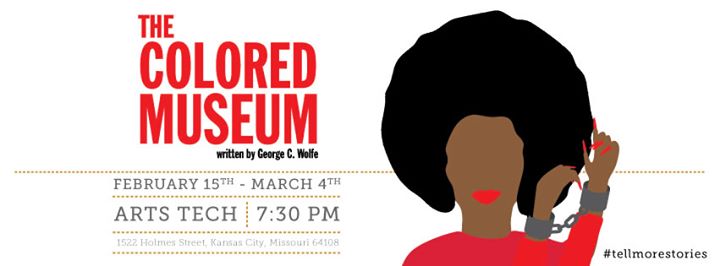 THE
COLORED
MUSEUM
written by George C. Wolfe
FEBRUARY 15TH - MARCH 4TH
ARTS TECH 7:30 PM
1522 Holmes Street, Kansas City, Missouri 64108
#tellmorestories